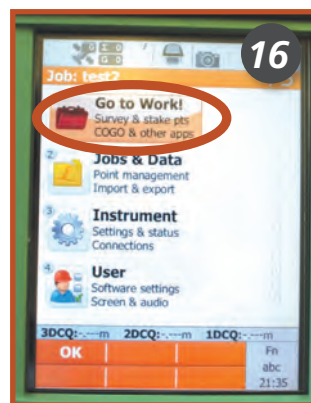 16
Job: test2
Go to Work!
Survey & stake pts
COGO & other apps
2
Jobs & Data
Point management
Import & export
3
Instrument
Settings & status
Connections
4
User
Software settings
Screen & audio
3DCQ:-.---m 2DCQ:-.---m 1DCQ:-.---m
OK
Fn
abc
21:35